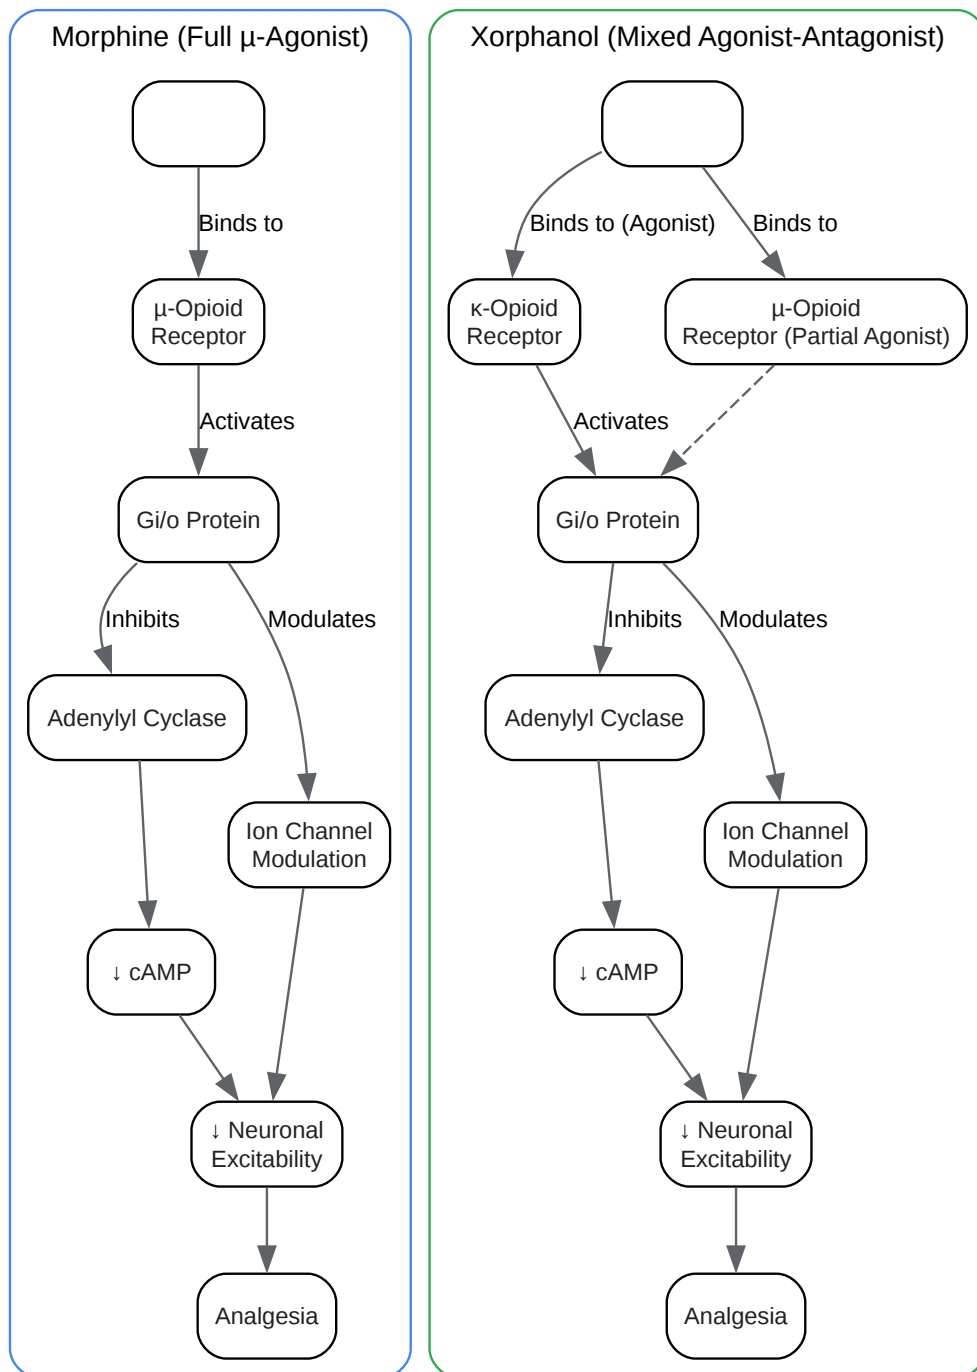 Morphine (Full µ-Agonist)
Binds to
µ-Opioid
Receptor
Activates
Gi/o Protein
Inhibits
Modulates
Adenylyl Cyclase
Ion Channel
Modulation
↓ cAMP
↓ Neuronal
Excitability
Analgesia
Xorphanol (Mixed Agonist-Antagonist)
Binds to (Agonist)
Binds to
κ-Opioid
Receptor
µ-Opioid
Receptor (Partial Agonist)
Activates
Gi/o Protein
Inhibits
Modulates
Adenylyl Cyclase
Ion Channel
Modulation
↓ cAMP
↓ Neuronal
Excitability
Analgesia